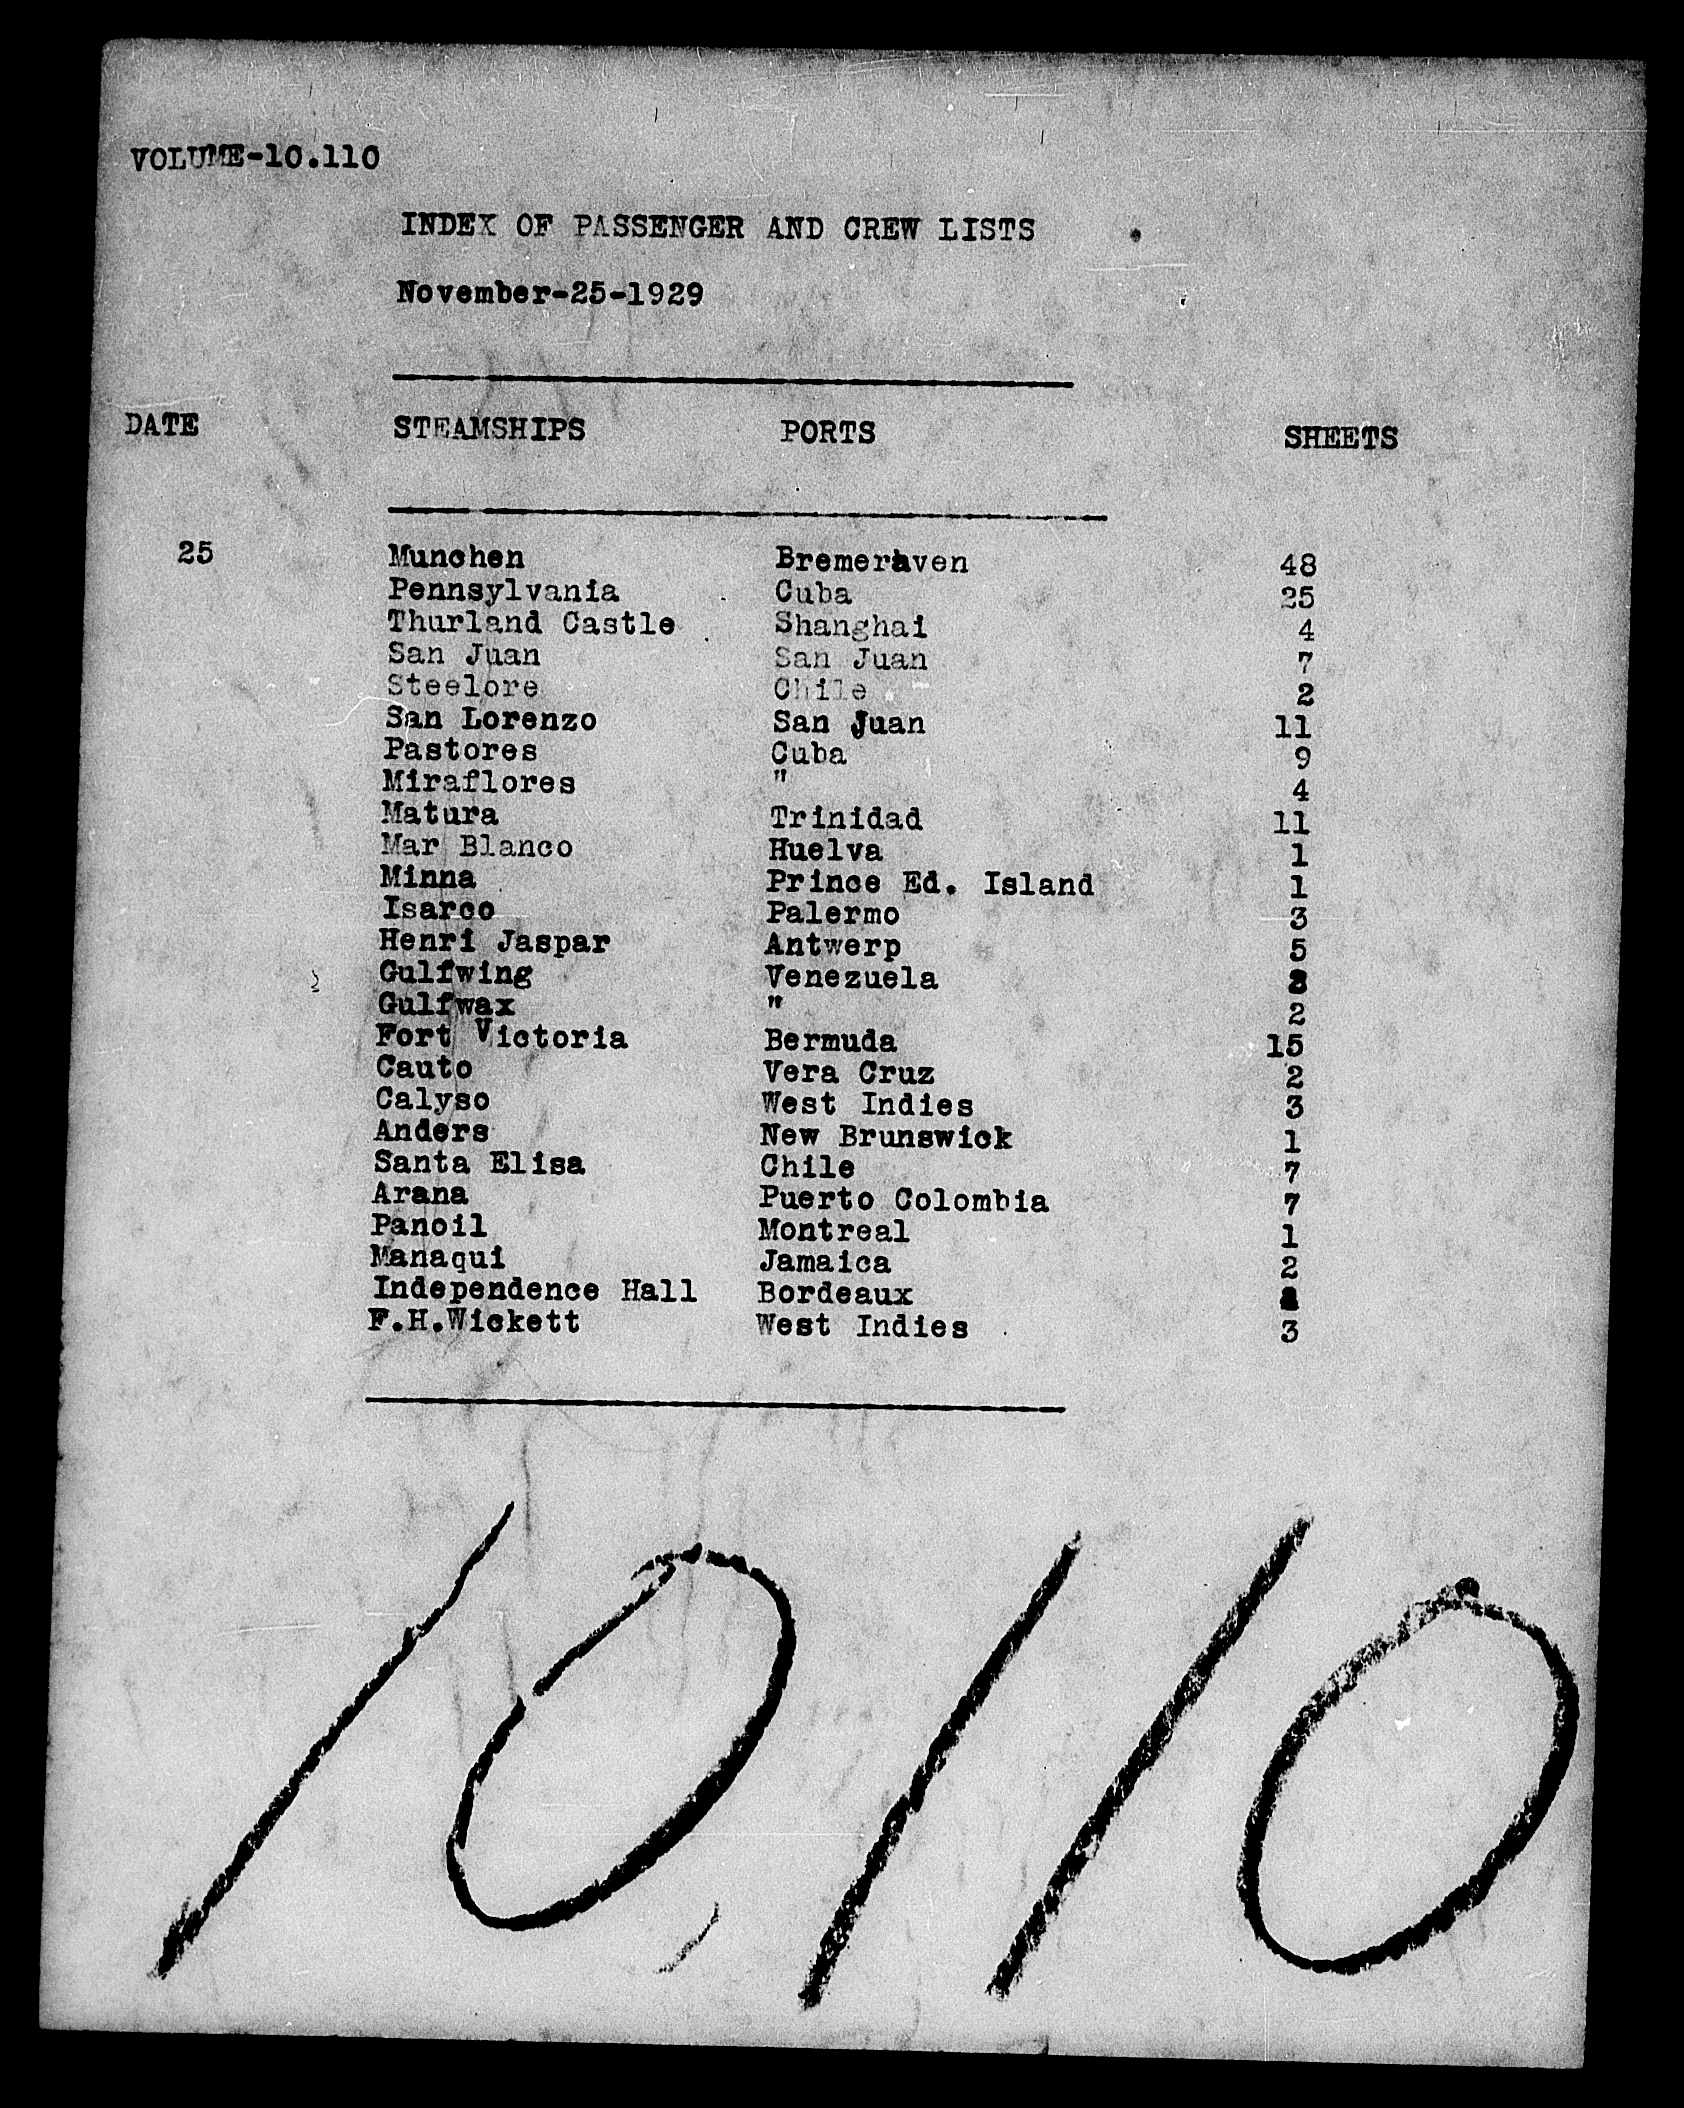 VOLUME-10.110
INDEX OF PASSENGER AND CREW LISTS
November-25-1929
DATE STEAMSHIPS PORTS SHEETS
25 Munchen Bremerhven 48
Pennsylvania Cuba 25
Thurland Castle Shanghai 4
San Juan San Juan 7
Steelore Chile 2
San Lorenzo San Juan 11
Pastores Cuba 9
Miraflores " 4
Matura Trinidad 11
Mar Blanco Huelva 1
Minna Prince Ed. Island 1
Isarco Palermo 3
Henri Jaspar Antwerp 5
Gulfwing Venezuela
Gulfwax " 2
Fort Victoria Bermuda 15
Cauto Vera Cruz 2
Calyso West Indies 3
Anders New Brunswick 1
Santa Elisa Chile 7
Arana Puerto Colombia 7
Panoil Montreal 1
Managui Jamaica 2
Independence Hall Bordeaux
F.H.Wickett West Indies 3
10,110